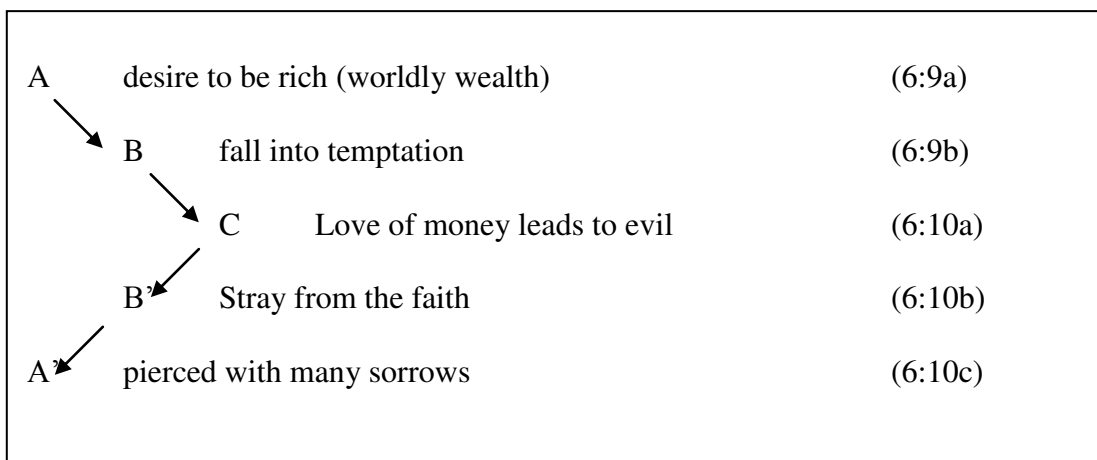 A desire to be rich (worldly wealth) (6:9a)
B fall into temptation (6:9b)
C Love of money leads to evil (6:10a)
B’ Stray from the faith (6:10b)
A’ pierced with many sorrows (6:10c)